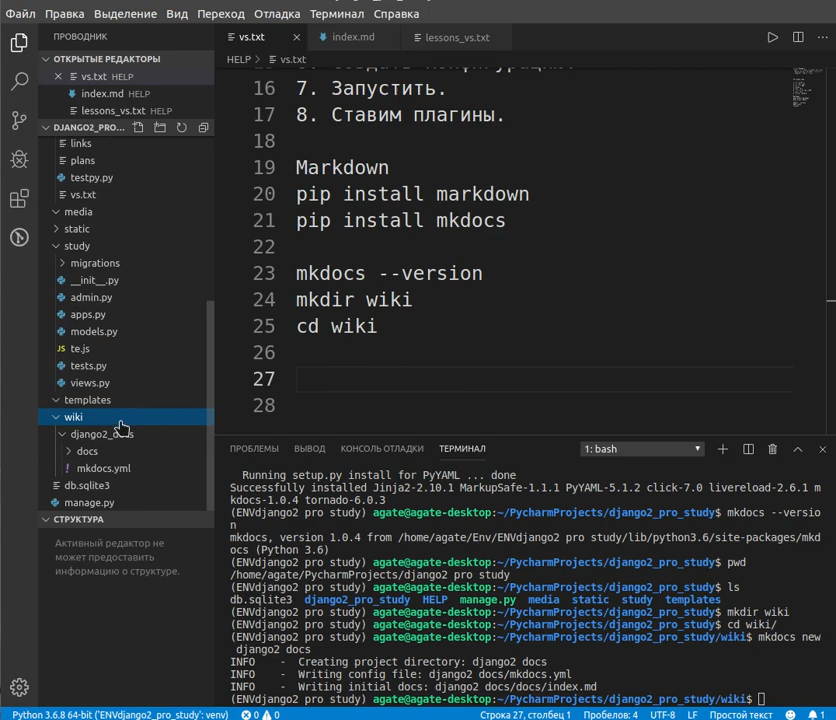 Файл Правка Выделение Вид Переход Отладка Терминал Справка
ПРОВОДНИК
ОТКРЫТЫЕ РЕДАКТОРЫ
vs.txt HELP
index.md HELP
lessons_vs.txt HELP
DJANGO2_PRO...
links
plans
testpy.py
vs.txt
media
static
study
migrations
__init__.py
admin.py
apps.py
models.py
JS te.js
tests.py
views.py
templates
wiki
django2_docs
docs
! mkdocs.yml
db.sqlite3
manage.py
СТРУКТУРА
Активный редактор не
может предоставить
информацию о структуре.
vs.txt index.md lessons_vs.txt
HELP > vs.txt
16 7. Запустить.
17 8. Ставим плагины.
18
19 Markdown
20 pip install markdown
21 pip install mkdocs
22
23 mkdocs --version
24 mkdir wiki
25 cd wiki
26
27
28
ПРОБЛЕМЫ ВЫВОД КОНСОЛЬ ОТЛАДКИ ТЕРМИНАЛ 1: bash
Running setup.py install for PyYAML ... done
Successfully installed Jinja2-2.10.1 MarkupSafe-1.1.1 PyYAML-5.1.2 click-7.0 livereload-2.6.1 m
kdocs-1.0.4 tornado-6.0.3
(ENVdjango2 pro study) agate@agate-desktop:~/PycharmProjects/django2_pro_study$ mkdocs --versio
n
mkdocs, version 1.0.4 from /home/agate/Env/ENVdjango2 pro study/lib/python3.6/site-packages/mkd
ocs (Python 3.6)
(ENVdjango2 pro study) agate@agate-desktop:~/PycharmProjects/django2_pro_study$ pwd
/home/agate/PycharmProjects/django2 pro study
(ENVdjango2 pro study) agate@agate-desktop:~/PycharmProjects/django2_pro_study$ ls
db.sqlite3 django2_pro_study HELP manage.py media static study templates
(ENVdjango2 pro study) agate@agate-desktop:~/PycharmProjects/django2_pro_study$ mkdir wiki
(ENVdjango2 pro study) agate@agate-desktop:~/PycharmProjects/django2_pro_study$ cd wiki/
(ENVdjango2 pro study) agate@agate-desktop:~/PycharmProjects/django2_pro_study/wiki$ mkdocs new
django2 docs
INFO - Creating project directory: django2 docs
INFO - Writing config file: django2 docs/mkdocs.yml
INFO - Writing initial docs: django2 docs/docs/index.md
(ENVdjango2 pro study) agate@agate-desktop:~/PycharmProjects/django2_pro_study/wiki$
Python 3.6.8 64-bit ('ENVdjango2_pro_study': venv) 0 0 Строка 27, столбец 1 Пробелов: 4 UTF-8 LF Простой текст 1